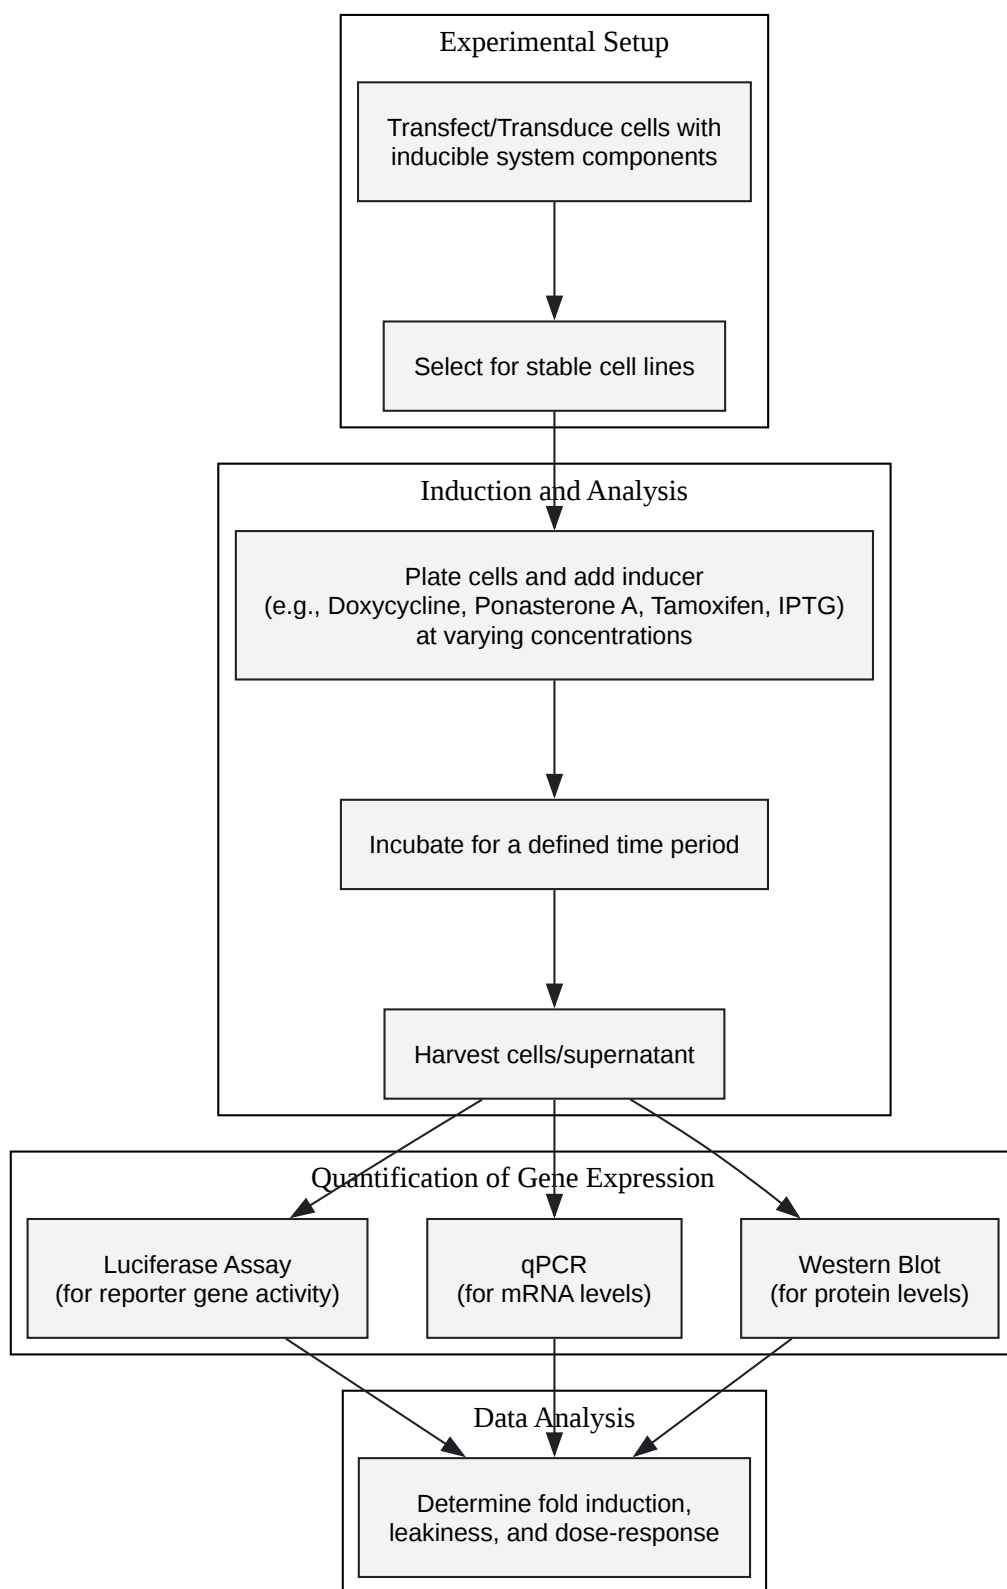 Experimental Setup
Transfect/Transduce cells with
inducible system components
Select for stable cell lines
Induction and Analysis
Plate cells and add inducer
(e.g., Doxycycline, Ponasterone A, Tamoxifen, IPTG)
at varying concentrations
Incubate for a defined time period
Harvest cells/supernatant
Quantification of Gene Expression
Luciferase Assay
(for reporter gene activity)
qPCR
(for mRNA levels)
Western Blot
(for protein levels)
Data Analysis
Determine fold induction,
leakiness, and dose-response